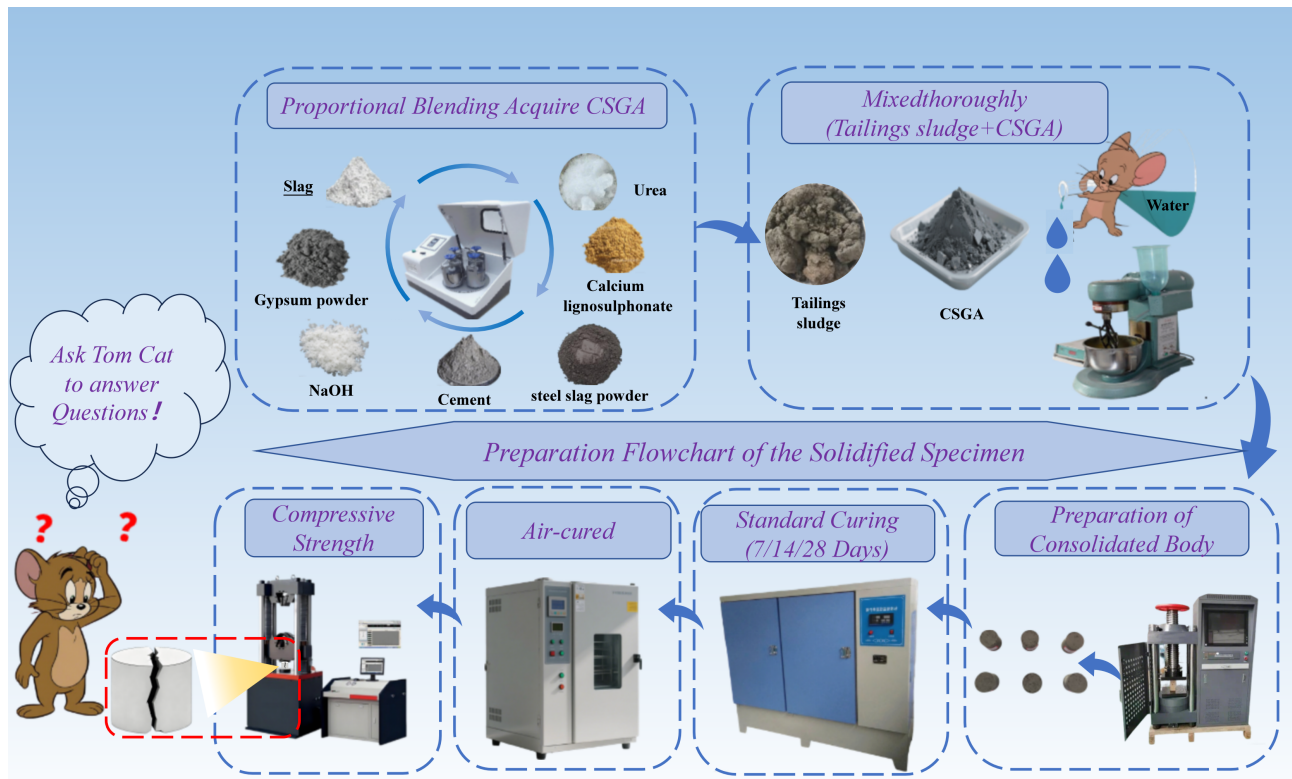 Proportional Blending Acquire CSGA
Slag
Urea
Gypsum powder
Calcium
lignosulphonate
NaOH
Cement
steel slag powder
Mixedthoroughly
(Tailings sludge+CSGA)
Water
Tailings
sludge
CSGA
Ask Tom Cat
to answer
Questions!
Preparation Flowchart of the Solidified Specimen
Compressive
Strength
Air-cured
Standard Curing
(7/14/28 Days)
Preparation of
Consolidated Body
? ?